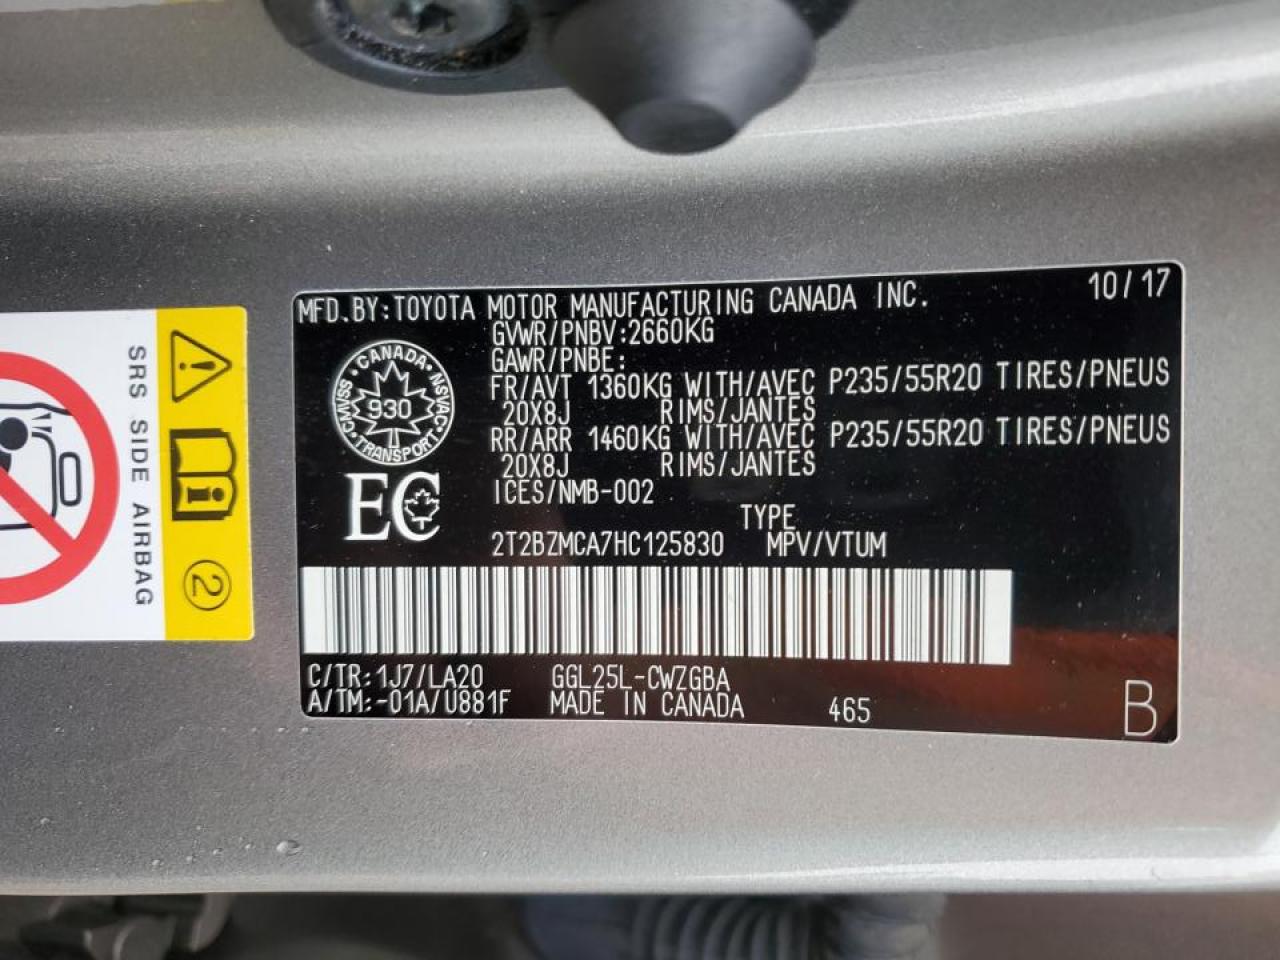 MFD.BY:TOYOTA MOTOR MANUFACTURING CANADA INC. 10/17
GVWR/PNBV:2660KG
GAWR/PNBE:
FR/AVT 1360KG WITH/AVEC P235/55R20 TIRES/PNEUS
20X8J RIMS/JANTES
RR/ARR 1460KG WITH/AVEC P235/55R20 TIRES/PNEUS
20X8J RIMS/JANTES
ICES/NMB-002
TYPE
2T2BZMCA7HC125830 MPV/VTUM
CANADA
NSVAC
TRANSPORT
CMVSS
930
EC
C/TR:1J7/LA20 GGL25L-CWZGBA
A/TM:-01A/U881F MADE IN CANADA 465
B
SRS SIDE AIRBAG
2